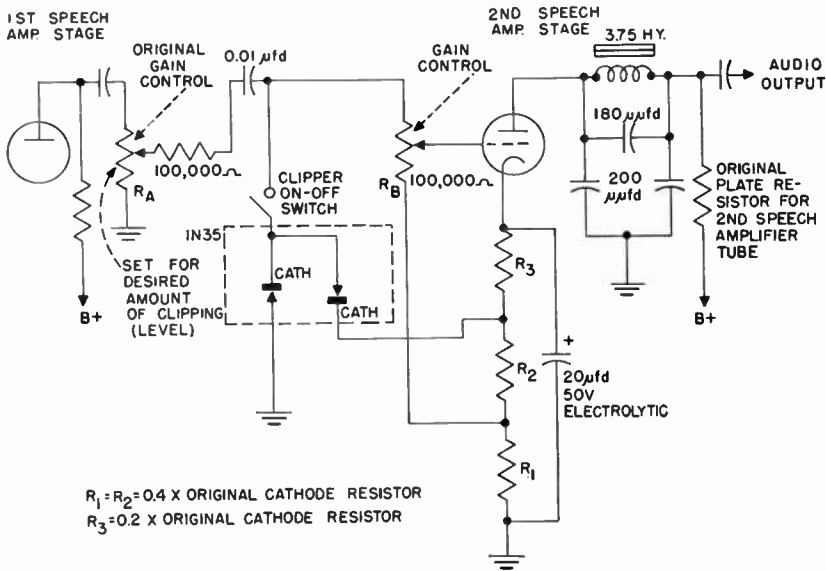 1ST SPEECH
AMP. STAGE
ORIGINAL
GAIN
CONTROL
0.01 µfd
GAIN
CONTROL
2ND SPEECH
AMP. STAGE
3.75 HY.
AUDIO
OUTPUT
180µµfd
200
µµfd
RA
100,000Ω
CLIPPER
ON-OFF
SWITCH
RB
100,000Ω
ORIGINAL
PLATE RE-
SISTOR FOR
2ND SPEECH
AMPLIFIER
TUBE
B+
SET FOR
DESIRED
AMOUNT
OF CLIPPING
(LEVEL)
B+
IN35
CATH
CATH
R3
R2
R1
+
20µfd
50V
ELECTROLYTIC
R1=R2=0.4 X ORIGINAL CATHODE RESISTOR
R3=0.2 X ORIGINAL CATHODE RESISTOR